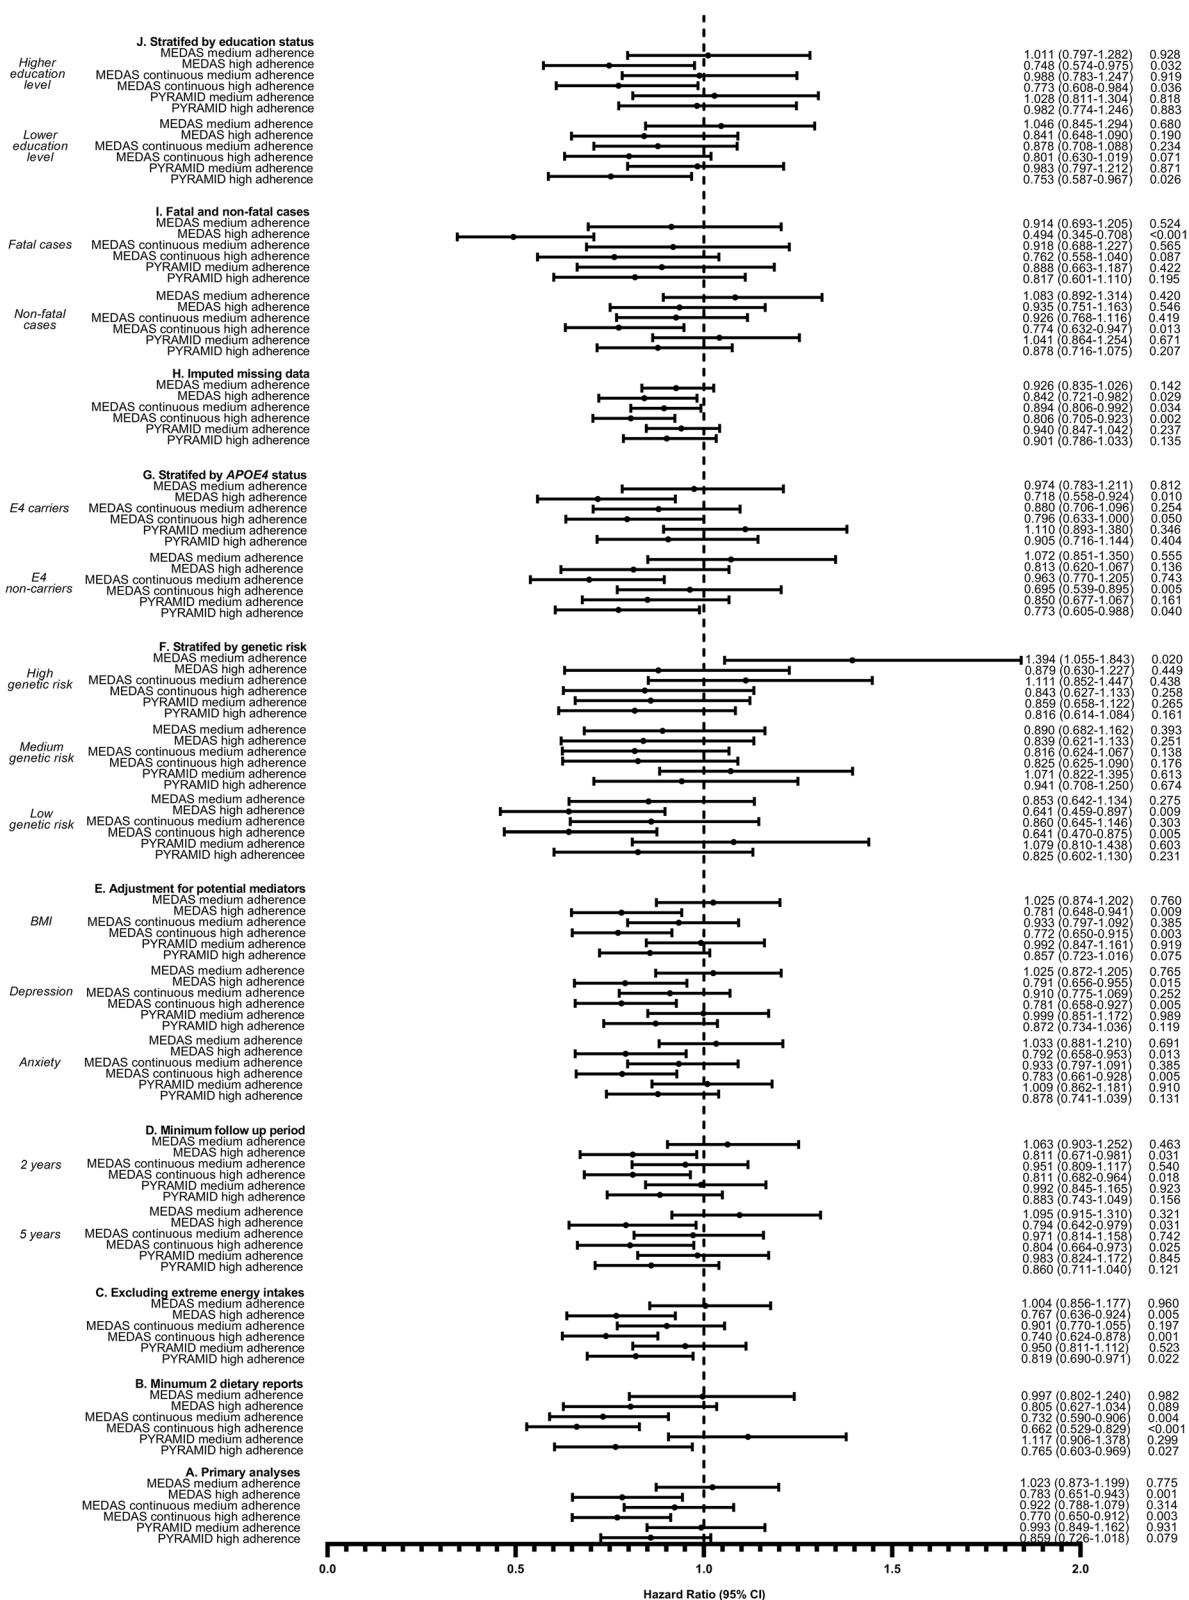 J. Stratifed by education status
Higher education level
MEDAS medium adherence 1.011 (0.797-1.282) 0.928
MEDAS high adherence 0.748 (0.574-0.975) 0.032
MEDAS continuous medium adherence 0.988 (0.783-1.247) 0.919
MEDAS continuous high adherence 0.773 (0.608-0.984) 0.036
PYRAMID medium adherence 1.028 (0.811-1.304) 0.818
PYRAMID high adherence 0.982 (0.774-1.246) 0.883
Lower education level
MEDAS medium adherence 1.046 (0.845-1.294) 0.680
MEDAS high adherence 0.841 (0.648-1.090) 0.190
MEDAS continuous medium adherence 0.878 (0.708-1.088) 0.234
MEDAS continuous high adherence 0.801 (0.630-1.019) 0.071
PYRAMID medium adherence 0.983 (0.797-1.212) 0.871
PYRAMID high adherence 0.753 (0.587-0.967) 0.026
I. Fatal and non-fatal cases
Fatal cases
MEDAS medium adherence 0.914 (0.693-1.205) 0.524
MEDAS high adherence 0.494 (0.345-0.708) <0.001
MEDAS continuous medium adherence 0.918 (0.688-1.227) 0.565
MEDAS continuous high adherence 0.762 (0.558-1.040) 0.087
PYRAMID medium adherence 0.888 (0.663-1.187) 0.422
PYRAMID high adherence 0.817 (0.601-1.110) 0.195
Non-fatal cases
MEDAS medium adherence 1.083 (0.892-1.314) 0.420
MEDAS high adherence 0.935 (0.751-1.163) 0.546
MEDAS continuous medium adherence 0.926 (0.768-1.116) 0.419
MEDAS continuous high adherence 0.774 (0.632-0.947) 0.013
PYRAMID medium adherence 1.041 (0.864-1.254) 0.671
PYRAMID high adherence 0.878 (0.716-1.075) 0.207
H. Imputed missing data
MEDAS medium adherence 0.926 (0.835-1.026) 0.142
MEDAS high adherence 0.842 (0.721-0.982) 0.029
MEDAS continuous medium adherence 0.894 (0.806-0.992) 0.034
MEDAS continuous high adherence 0.806 (0.705-0.923) 0.002
PYRAMID medium adherence 0.940 (0.847-1.042) 0.237
PYRAMID high adherence 0.901 (0.786-1.033) 0.135
G. Stratifed by APOE4 status
E4 carriers
MEDAS medium adherence 0.974 (0.783-1.211) 0.812
MEDAS high adherence 0.718 (0.558-0.924) 0.010
MEDAS continuous medium adherence 0.880 (0.706-1.096) 0.254
MEDAS continuous high adherence 0.796 (0.633-1.000) 0.050
PYRAMID medium adherence 1.110 (0.893-1.380) 0.346
PYRAMID high adherence 0.905 (0.716-1.144) 0.404
E4 non-carriers
MEDAS medium adherence 1.072 (0.851-1.350) 0.555
MEDAS high adherence 0.813 (0.620-1.067) 0.136
MEDAS continuous medium adherence 0.963 (0.770-1.205) 0.743
MEDAS continuous high adherence 0.695 (0.539-0.895) 0.005
PYRAMID medium adherence 0.850 (0.677-1.067) 0.161
PYRAMID high adherence 0.773 (0.605-0.988) 0.040
F. Stratifed by genetic risk
High genetic risk
MEDAS medium adherence 1.394 (1.055-1.843) 0.020
MEDAS high adherence 0.879 (0.630-1.227) 0.449
MEDAS continuous medium adherence 1.111 (0.852-1.447) 0.438
MEDAS continuous high adherence 0.843 (0.627-1.133) 0.258
PYRAMID medium adherence 0.859 (0.658-1.122) 0.265
PYRAMID high adherence 0.816 (0.614-1.084) 0.161
Medium genetic risk
MEDAS medium adherence 0.890 (0.682-1.162) 0.393
MEDAS high adherence 0.839 (0.621-1.133) 0.251
MEDAS continuous medium adherence 0.816 (0.624-1.067) 0.138
MEDAS continuous high adherence 0.825 (0.625-1.090) 0.176
PYRAMID medium adherence 1.071 (0.822-1.395) 0.613
PYRAMID high adherence 0.941 (0.708-1.250) 0.674
Low genetic risk
MEDAS medium adherence 0.853 (0.642-1.134) 0.275
MEDAS high adherence 0.641 (0.459-0.897) 0.009
MEDAS continuous medium adherence 0.860 (0.645-1.146) 0.303
MEDAS continuous high adherence 0.641 (0.470-0.875) 0.005
PYRAMID medium adherence 1.079 (0.810-1.438) 0.603
PYRAMID high adherencee 0.825 (0.602-1.130) 0.231
E. Adjustment for potential mediators
BMI
MEDAS medium adherence 1.025 (0.874-1.202) 0.760
MEDAS high adherence 0.781 (0.648-0.941) 0.009
MEDAS continuous medium adherence 0.933 (0.797-1.092) 0.385
MEDAS continuous high adherence 0.772 (0.650-0.915) 0.003
PYRAMID medium adherence 0.992 (0.847-1.161) 0.919
PYRAMID high adherence 0.857 (0.723-1.016) 0.075
Depression
MEDAS medium adherence 1.025 (0.872-1.205) 0.765
MEDAS high adherence 0.791 (0.656-0.955) 0.015
MEDAS continuous medium adherence 0.910 (0.775-1.069) 0.252
MEDAS continuous high adherence 0.781 (0.658-0.927) 0.005
PYRAMID medium adherence 0.999 (0.851-1.172) 0.989
PYRAMID high adherence 0.872 (0.734-1.036) 0.119
Anxiety
MEDAS medium adherence 1.033 (0.881-1.210) 0.691
MEDAS high adherence 0.792 (0.658-0.953) 0.013
MEDAS continuous medium adherence 0.933 (0.797-1.091) 0.385
MEDAS continuous high adherence 0.783 (0.661-0.928) 0.005
PYRAMID medium adherence 1.009 (0.862-1.181) 0.910
PYRAMID high adherence 0.878 (0.741-1.039) 0.131
D. Minimum follow up period
2 years
MEDAS medium adherence 1.063 (0.903-1.252) 0.463
MEDAS high adherence 0.811 (0.671-0.981) 0.031
MEDAS continuous medium adherence 0.951 (0.809-1.117) 0.540
MEDAS continuous high adherence 0.811 (0.682-0.964) 0.018
PYRAMID medium adherence 0.992 (0.845-1.165) 0.923
PYRAMID high adherence 0.883 (0.743-1.049) 0.156
5 years
MEDAS medium adherence 1.095 (0.915-1.310) 0.321
MEDAS high adherence 0.794 (0.642-0.979) 0.031
MEDAS continuous medium adherence 0.971 (0.814-1.158) 0.742
MEDAS continuous high adherence 0.804 (0.664-0.973) 0.025
PYRAMID medium adherence 0.983 (0.824-1.172) 0.845
PYRAMID high adherence 0.860 (0.711-1.040) 0.121
C. Excluding extreme energy intakes
MEDAS medium adherence 1.004 (0.856-1.177) 0.960
MEDAS high adherence 0.767 (0.636-0.924) 0.005
MEDAS continuous medium adherence 0.901 (0.770-1.055) 0.197
MEDAS continuous high adherence 0.740 (0.624-0.878) 0.001
PYRAMID medium adherence 0.950 (0.811-1.112) 0.523
PYRAMID high adherence 0.819 (0.690-0.971) 0.022
B. Minumum 2 dietary reports
MEDAS medium adherence 0.997 (0.802-1.240) 0.982
MEDAS high adherence 0.805 (0.627-1.034) 0.089
MEDAS continuous medium adherence 0.732 (0.590-0.906) 0.004
MEDAS continuous high adherence 0.662 (0.529-0.829) <0.001
PYRAMID medium adherence 1.117 (0.906-1.378) 0.299
PYRAMID high adherence 0.765 (0.603-0.969) 0.027
A. Primary analyses
MEDAS medium adherence 1.023 (0.873-1.199) 0.775
MEDAS high adherence 0.783 (0.651-0.943) 0.001
MEDAS continuous medium adherence 0.922 (0.788-1.079) 0.314
MEDAS continuous high adherence 0.770 (0.650-0.912) 0.003
PYRAMID medium adherence 0.993 (0.849-1.162) 0.931
PYRAMID high adherence 0.859 (0.726-1.018) 0.079
0.0 0.5 1.0 1.5 2.0
Hazard Ratio (95% CI)